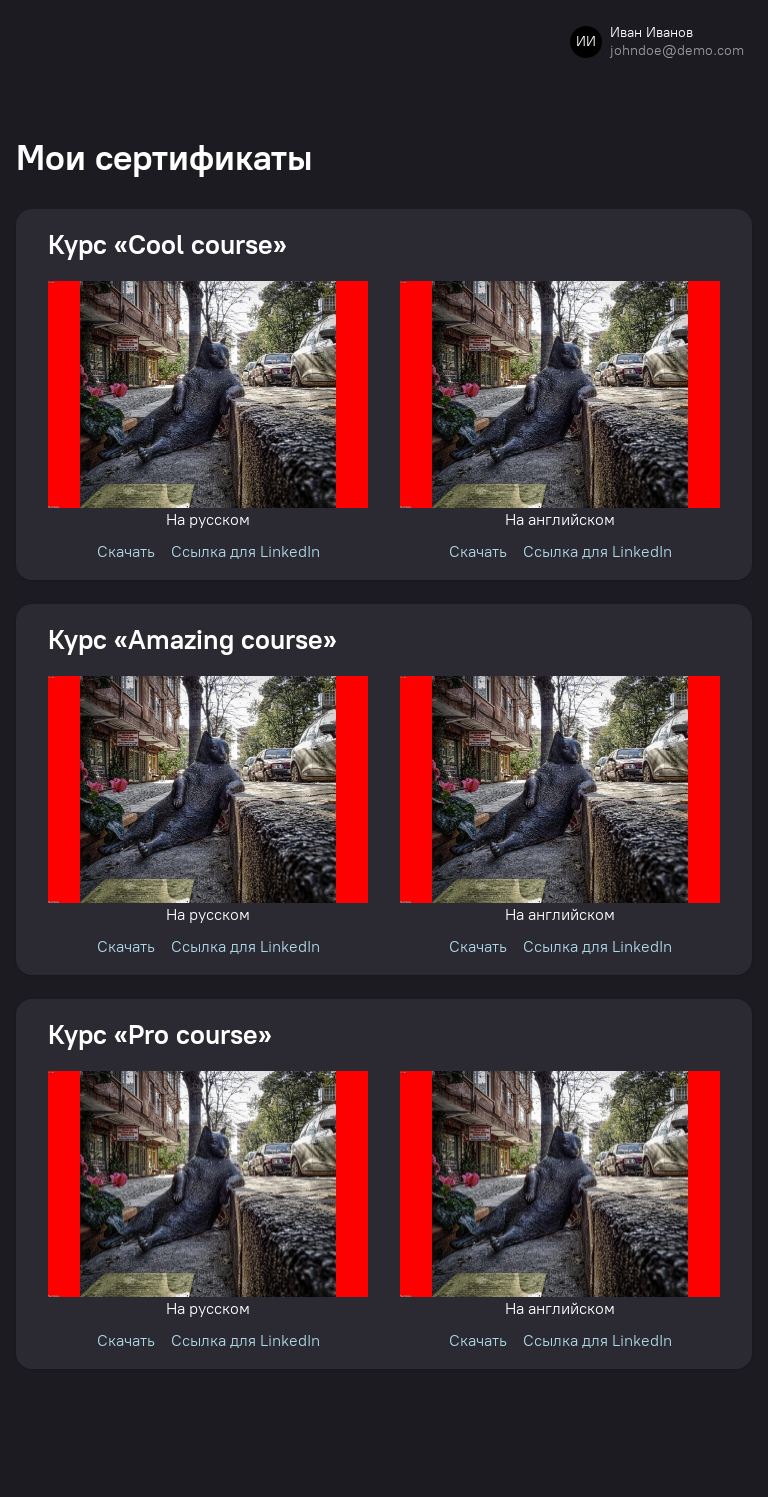 ИИ
Иван Иванов
johndoe@demo.com
Мои сертификаты
Курс «Cool course»
На русском
Скачать Ссылка для LinkedIn
На английском
Скачать Ссылка для LinkedIn
Курс «Amazing course»
На русском
Скачать Ссылка для LinkedIn
На английском
Скачать Ссылка для LinkedIn
Курс «Pro course»
На русском
Скачать Ссылка для LinkedIn
На английском
Скачать Ссылка для LinkedIn